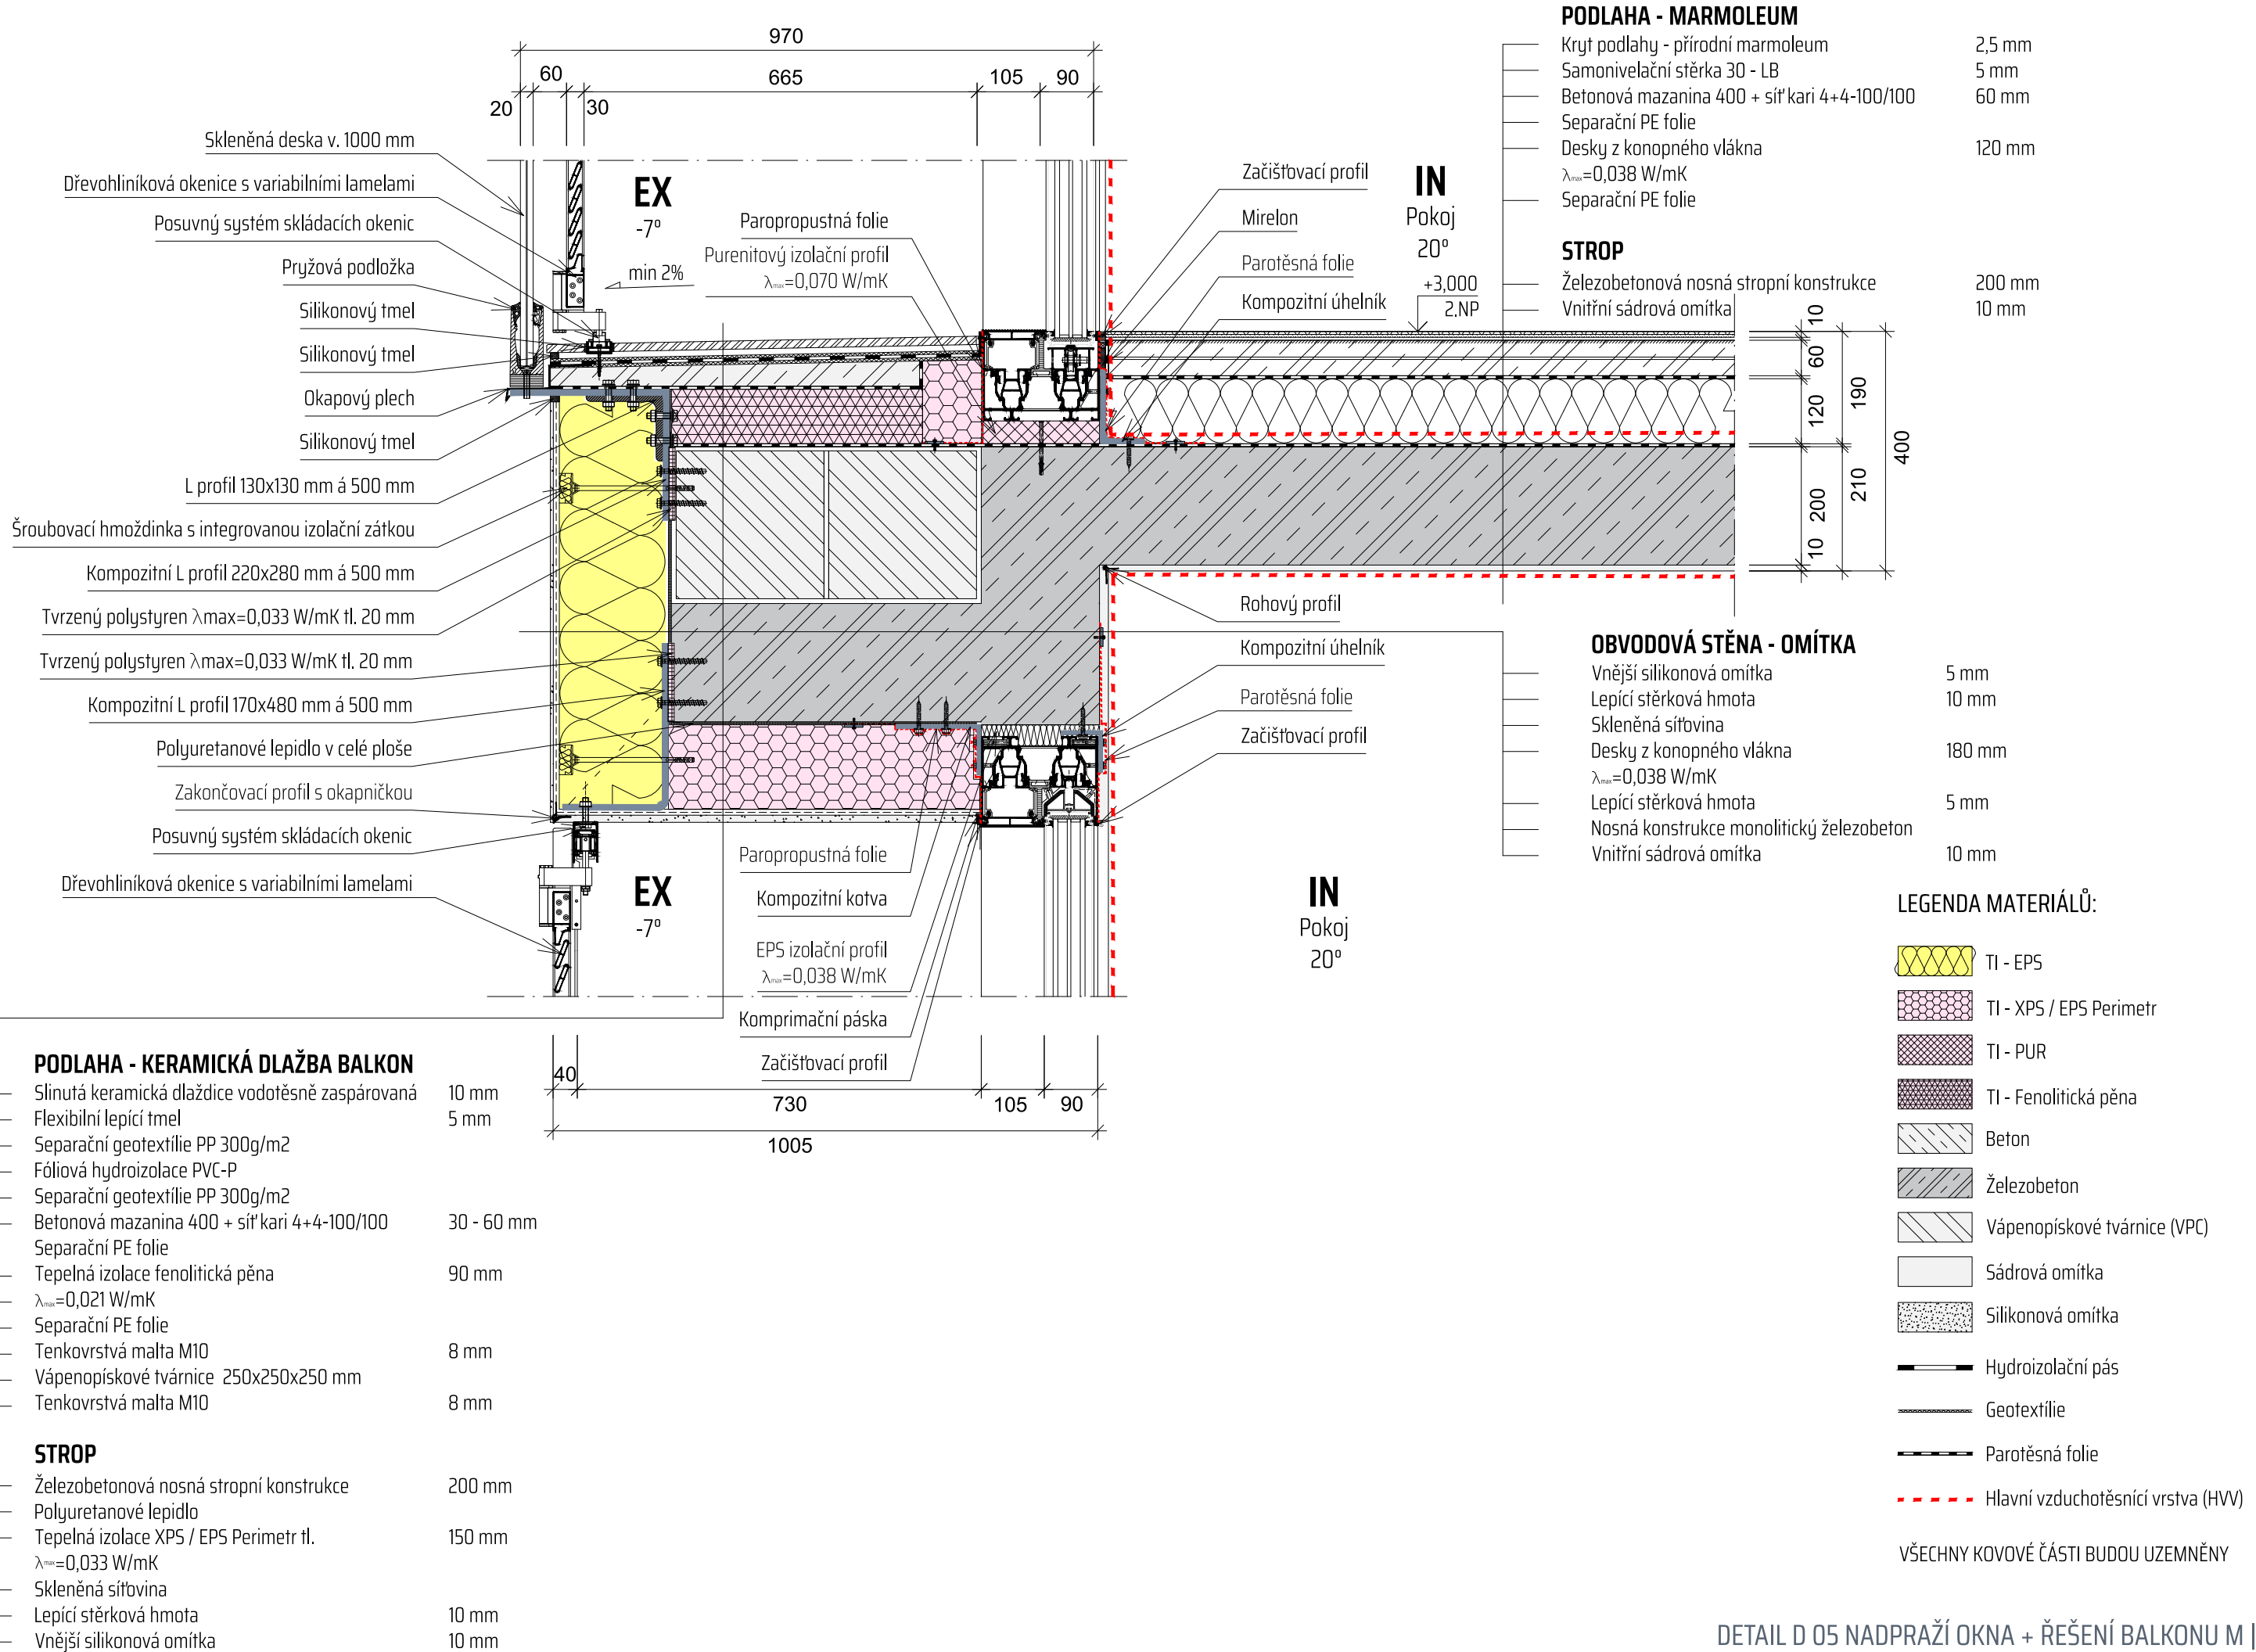 970
60
665
105
90
20
30
Skleněná deska v. 1000 mm
Dřevohliníková okenice s variabilními lamelami
Posuvný systém skládacích okenic
Pryžová podložka
Silikonový tmel
Silikonový tmel
Okapový plech
Silikonový tmel
L profil 130x130 mm á 500 mm
Šroubovací hmoždinka s integrovanou izolační zátkou
Kompozitní L profil 220x280 mm á 500 mm
Tvrzený polystyren λmax=0,033 W/mK tl. 20 mm
Tvrzený polystyren λmax=0,033 W/mK tl. 20 mm
Kompozitní L profil 170x480 mm á 500 mm
Polyuretanové lepidlo v celé ploše
Zakončovací profil s okapničkou
Posuvný systém skládacích okenic
Dřevohliníková okenice s variabilními lamelami
EX
-7º
min 2%
Paropropustná folie
Purenitový izolační profil
λmax=0,070 W/mK
Začišťovací profil
Mirelon
Parotěsná folie
Kompozitní úhelník
IN
Pokoj
20º
+3,000
2.NP
PODLAHA - MARMOLEUM
Kryt podlahy - přírodní marmoleum 2,5 mm
Samonivelační stěrka 30 - LB 5 mm
Betonová mazanina 400 + síť kari 4+4-100/100 60 mm
Separační PE folie
Desky z konopného vlákna 120 mm
λmax=0,038 W/mK
Separační PE folie
STROP
Železobetonová nosná stropní konstrukce 200 mm
Vnitřní sádrová omítka 10 mm
10
60
120
190
400
200
210
10
Rohový profil
Kompozitní úhelník
Parotěsná folie
Začišťovací profil
OBVODOVÁ STĚNA - OMÍTKA
Vnější silikonová omítka 5 mm
Lepící stěrková hmota 10 mm
Skleněná síťovina
Desky z konopného vlákna 180 mm
λmax=0,038 W/mK
Lepící stěrková hmota 5 mm
Nosná konstrukce monolitický železobeton
Vnitřní sádrová omítka 10 mm
EX
-7º
Paropropustná folie
Kompozitní kotva
EPS izolační profil
λmax=0,038 W/mK
Komprimační páska
Začišťovací profil
IN
Pokoj
20º
40
730
105
90
1005
PODLAHA - KERAMICKÁ DLAŽBA BALKON
Slinutá keramická dlaždice vodotěsně zaspárovaná 10 mm
Flexibilní lepící tmel 5 mm
Separační geotextílie PP 300g/m2
Fóliová hydroizolace PVC-P
Separační geotextílie PP 300g/m2
Betonová mazanina 400 + síť kari 4+4-100/100 30 - 60 mm
Separační PE folie
Tepelná izolace fenolitická pěna 90 mm
λmax=0,021 W/mK
Separační PE folie
Tenkovrstvá malta M10 8 mm
Vápenopískové tvárnice 250x250x250 mm
Tenkovrstvá malta M10 8 mm
STROP
Železobetonová nosná stropní konstrukce 200 mm
Polyuretanové lepidlo
Tepelná izolace XPS / EPS Perimetr tl. 150 mm
λmax=0,033 W/mK
Skleněná síťovina
Lepící stěrková hmota 10 mm
Vnější silikonová omítka 10 mm
LEGENDA MATERIÁLŮ:
TI - EPS
TI - XPS / EPS Perimetr
TI - PUR
TI - Fenolitická pěna
Beton
Železobeton
Vápenopískové tvárnice (VPC)
Sádrová omítka
Silikonová omítka
Hydroizolační pás
Geotextílie
Parotěsná folie
Hlavní vzduchotěsnící vrstva (HVV)
VŠECHNY KOVOVÉ ČÁSTI BUDOU UZEMNĚNY
DETAIL D 05 NADPRAŽÍ OKNA + ŘEŠENÍ BALKONU M |